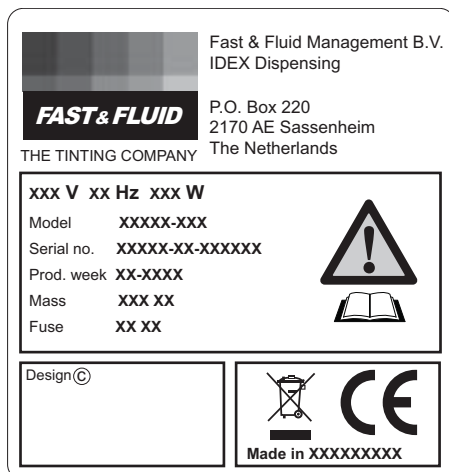 Fast & Fluid Management B.V.
IDEX Dispensing
FAST & FLUID
P.O. Box 220
2170 AE Sassenheim
THE TINTING COMPANY
The Netherlands
xxx V xx Hz xxx W
Model XXXXX-XXX
Serial no. XXXXX-XX-XXXXXX
Prod. week XX-XXXX
Mass XXX XX
Fuse XX XX
Design ©
CE
Made in XXXXXXXXX